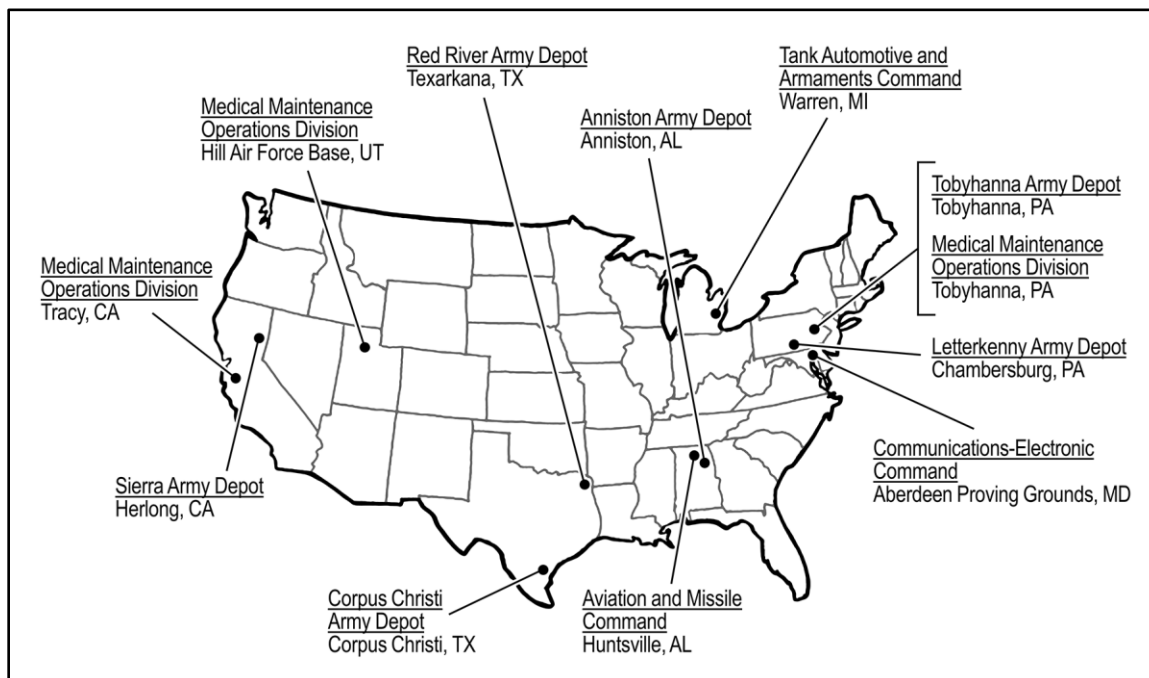 Red River Army Depot
Texarkana, TX
Tank Automotive and
Armaments Command
Warren, MI
Medical Maintenance
Operations Division
Hill Air Force Base, UT
Anniston Army Depot
Anniston, AL
Tobyhanna Army Depot
Tobyhanna, PA
Medical Maintenance
Operations Division
Tobyhanna, PA
Medical Maintenance
Operations Division
Tracy, CA
Letterkenny Army Depot
Chambersburg, PA
Communications-Electronic
Command
Aberdeen Proving Grounds, MD
Sierra Army Depot
Herlong, CA
Corpus Christi
Army Depot
Corpus Christi, TX
Aviation and Missile
Command
Huntsville, AL